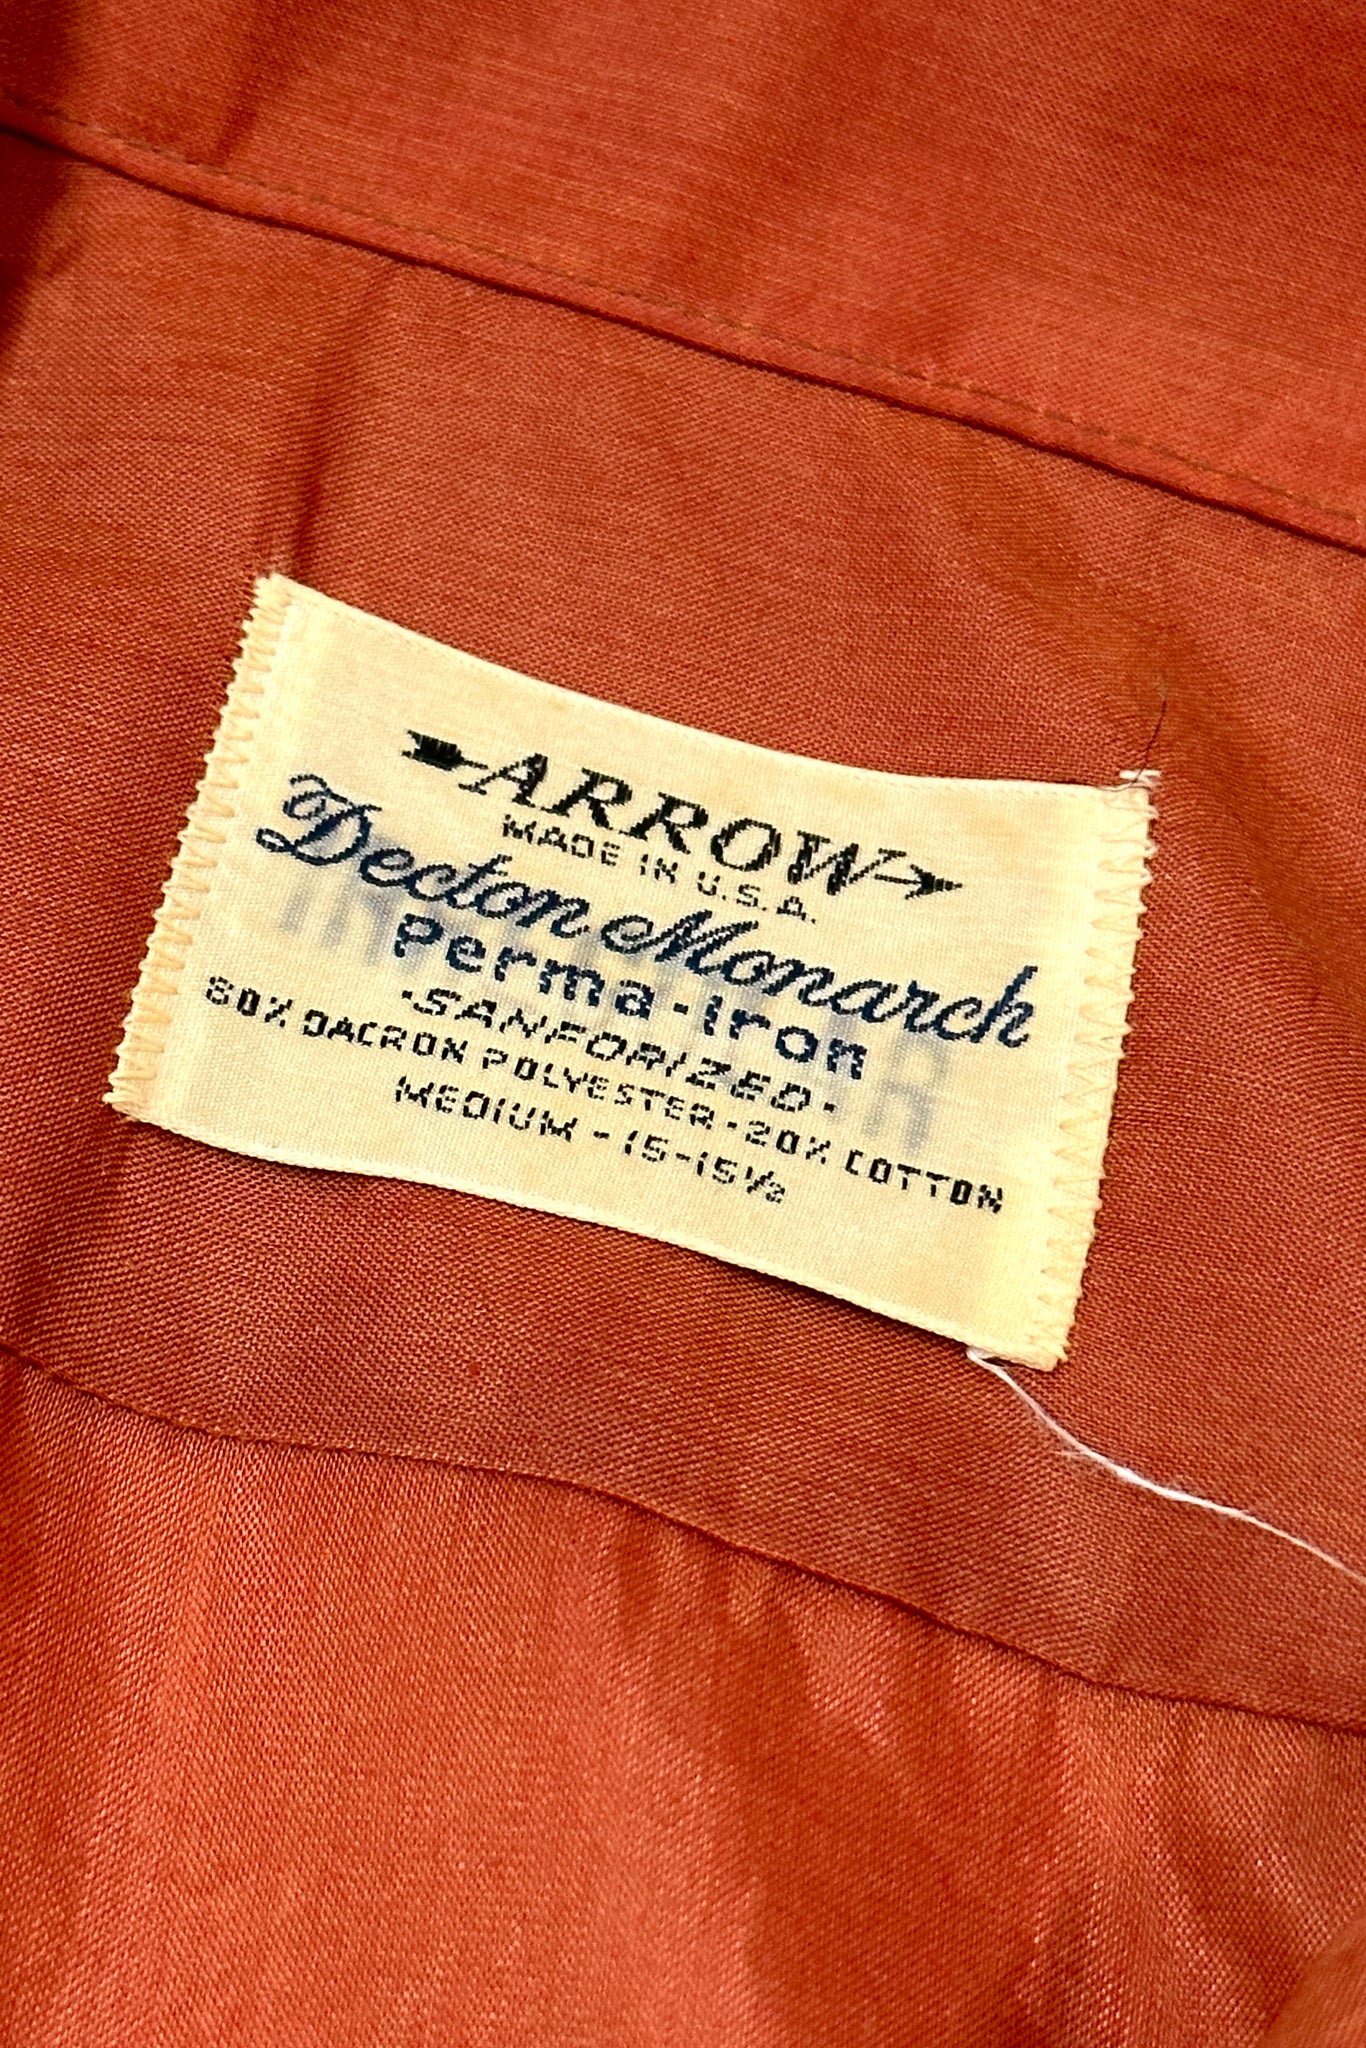 ARROW
MADE IN U.S.A.
Decton Monarch
Perma-Iron
·SANFORIZED·
80% DACRON POLYESTER·20% COTTON
MEDIUM - 15-15½